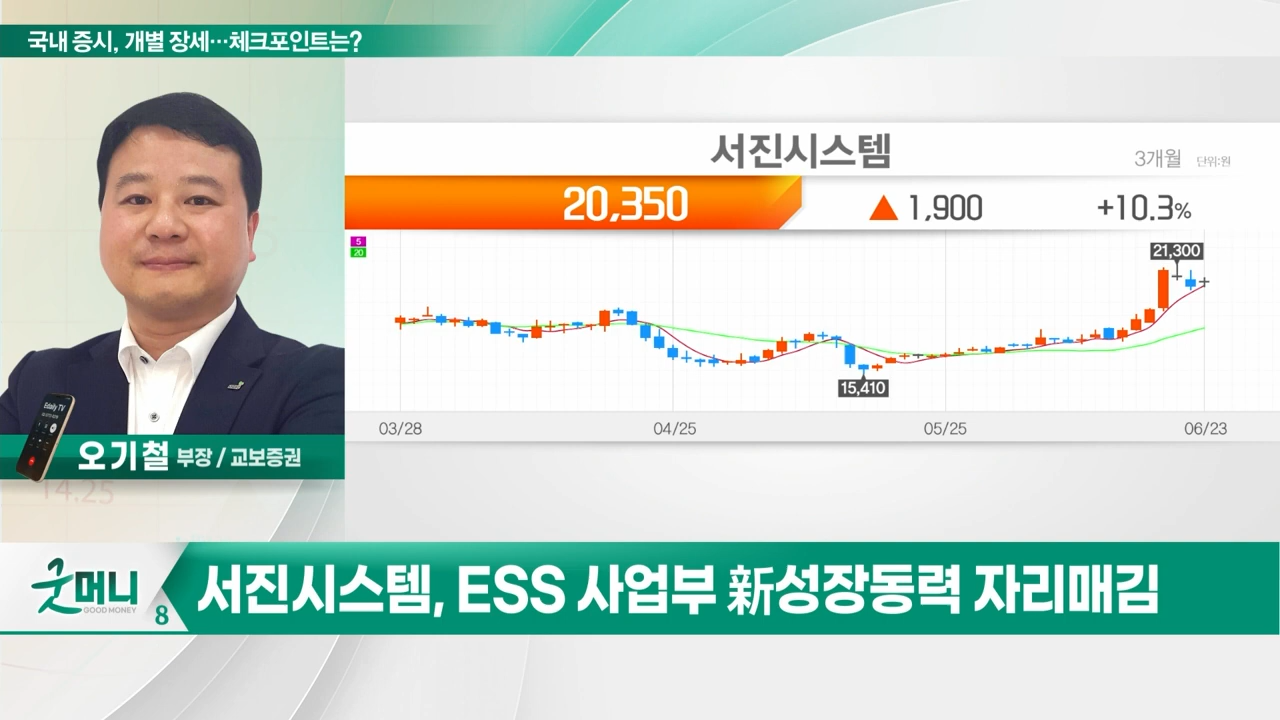 국내 증시, 개별 장세…체크포인트는?
서진시스템
3개월 단위:원
20,350 ▲ 1,900 +10.3%
5
20
21,300
15,410
03/28 04/25 05/25 06/23
Edaily TV
오기철 부장 / 교보증권
14.25
굿머니
GOOD MONEY
8
서진시스템, ESS 사업부 新성장동력 자리매김